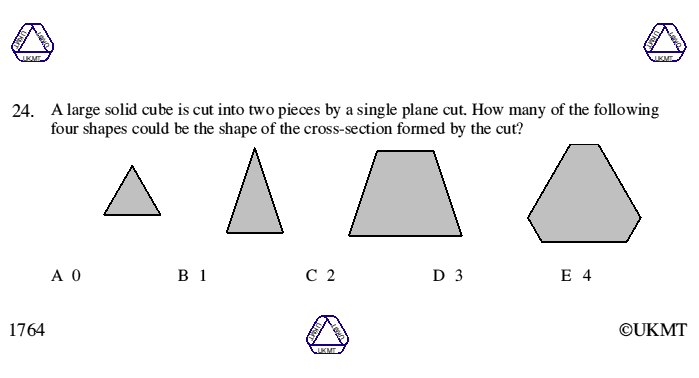 UKMT UKMT UKMT
UKMT UKMT UKMT
24. A large solid cube is cut into two pieces by a single plane cut. How many of the following
four shapes could be the shape of the cross-section formed by the cut?
A 0 B 1 C 2 D 3 E 4
1764 ©UKMT
UKMT UKMT UKMT